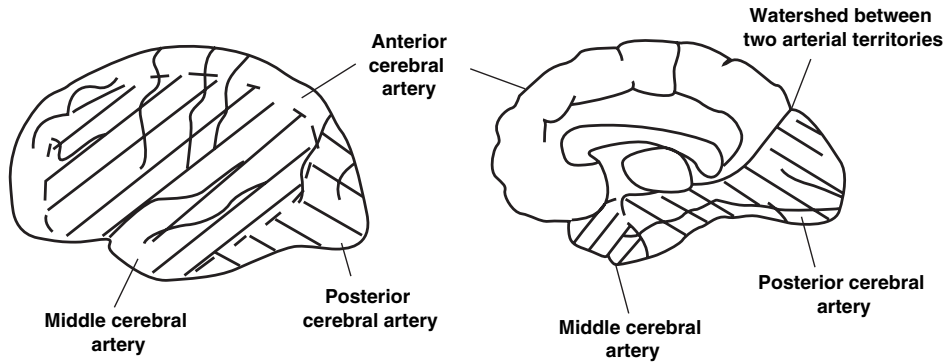 Anterior
cerebral
artery
Watershed between
two arterial territories
Middle cerebral
artery
Posterior
cerebral artery
Middle cerebral
artery
Posterior cerebral
artery